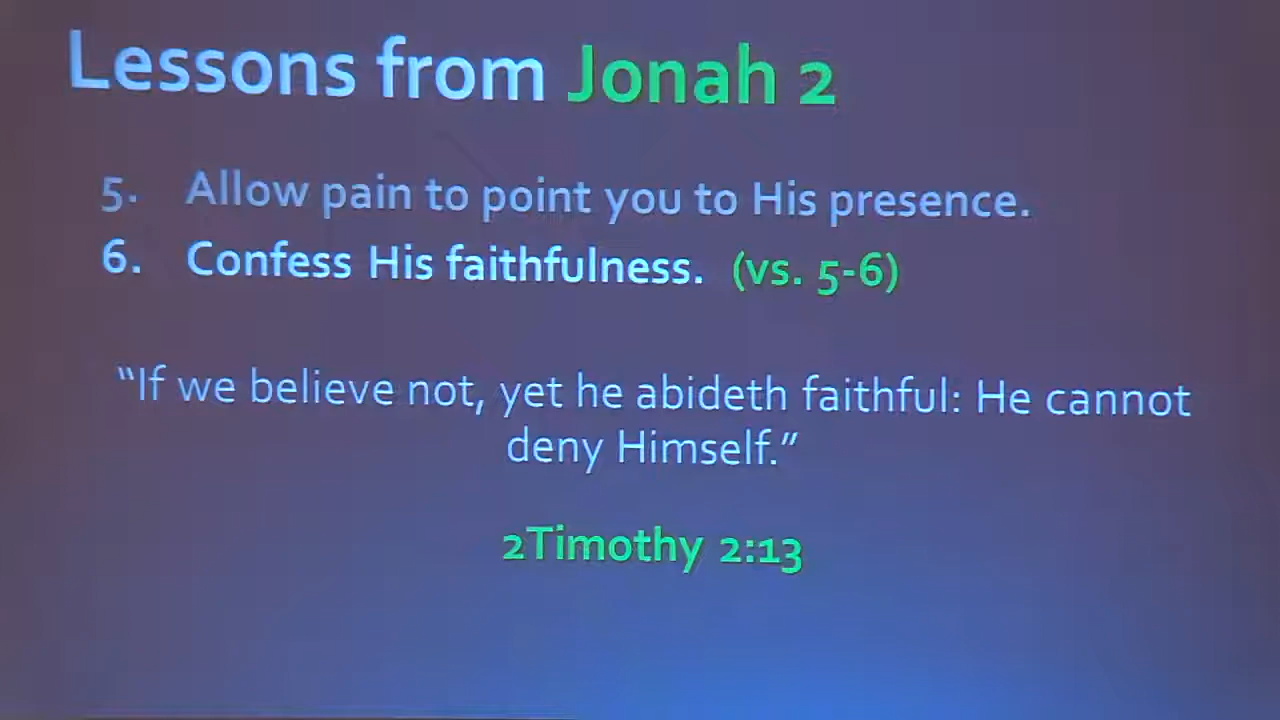 Lessons from Jonah 2
5. Allow pain to point you to His presence.
6. Confess His faithfulness. (vs. 5-6)
“If we believe not, yet he abideth faithful: He cannot
deny Himself.”
2Timothy 2:13